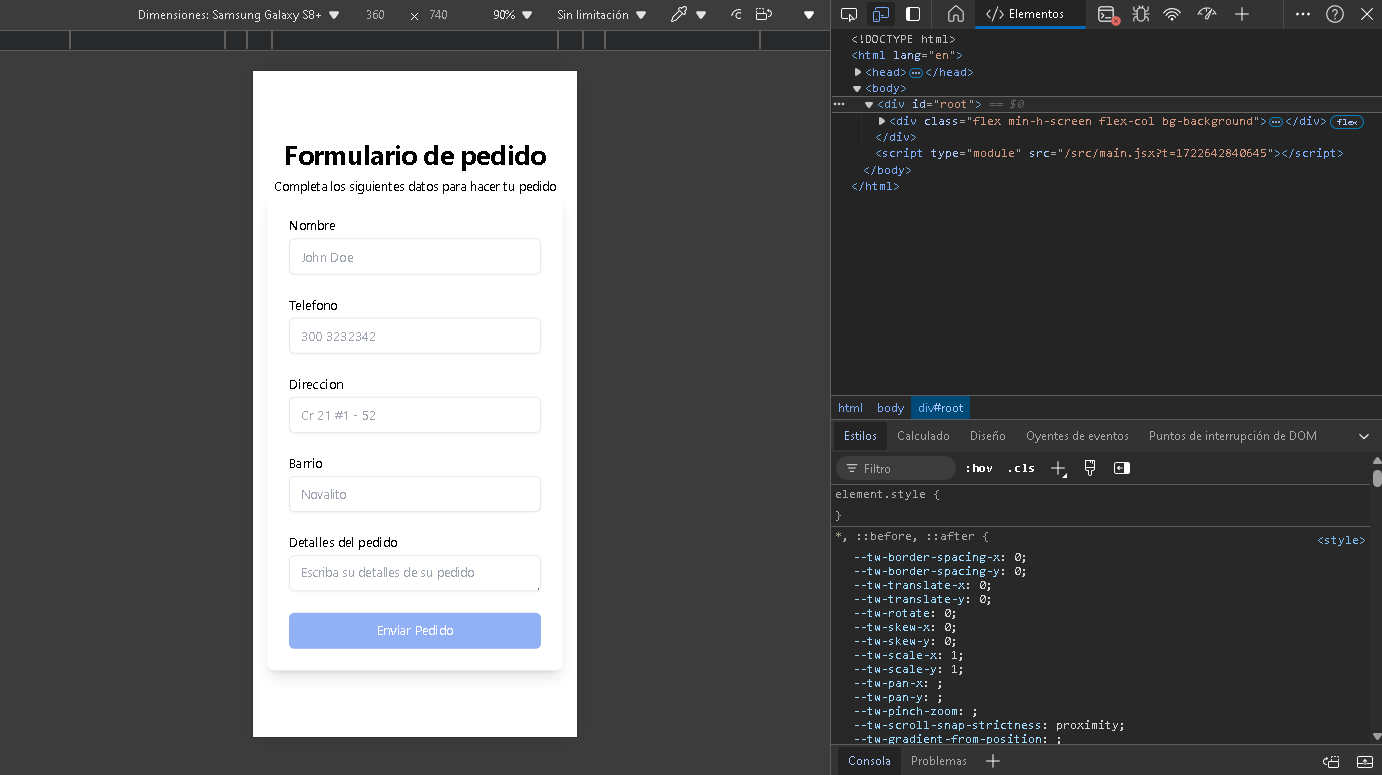 Dimensiones: Samsung Galaxy S8+ 360 × 740 90% Sin limitación
Formulario de pedido
Completa los siguientes datos para hacer tu pedido
Nombre
John Doe
Telefono
300 3232342
Direccion
Cr 21 #1 - 52
Barrio
Novalito
Detalles del pedido
Escriba su detalles de su pedido
Enviar Pedido
</> Elementos
<!DOCTYPE html>
<html lang="en">
<head> ••• </head>
<body>
••• <div id="root"> == $0
<div class="flex min-h-screen flex-col bg-background"> ••• </div> flex
</div>
<script type="module" src="/src/main.jsx?t=1722642840645"></script>
</body>
</html>
html body div#root
Estilos Calculado Diseño Oyentes de eventos Puntos de interrupción de DOM
Filtro :hov .cls
element.style {
}
*, ::before, ::after { <style>
--tw-border-spacing-x: 0;
--tw-border-spacing-y: 0;
--tw-translate-x: 0;
--tw-translate-y: 0;
--tw-rotate: 0;
--tw-skew-x: 0;
--tw-skew-y: 0;
--tw-scale-x: 1;
--tw-scale-y: 1;
--tw-pan-x: ;
--tw-pan-y: ;
--tw-pinch-zoom: ;
--tw-scroll-snap-strictness: proximity;
--tw-gradient-from-position: ;
Consola Problemas